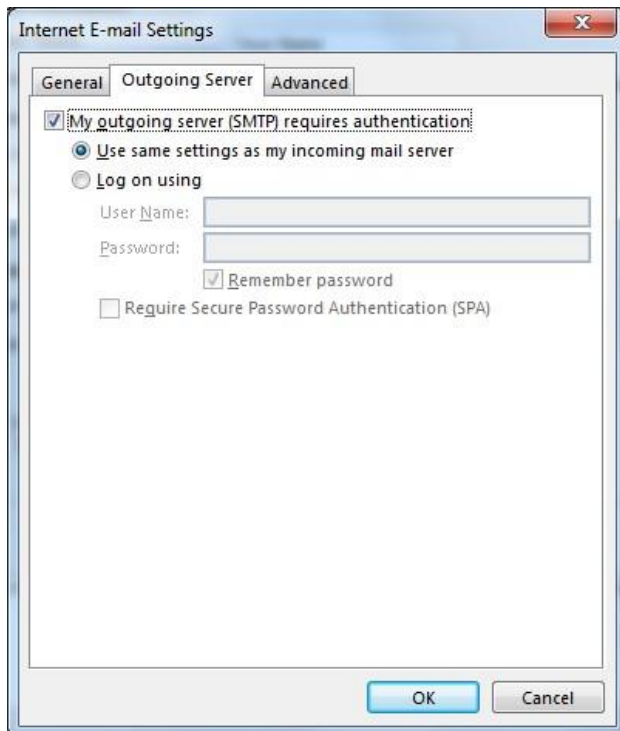 Internet E-mail Settings
General Outgoing Server Advanced
My outgoing server (SMTP) requires authentication
Use same settings as my incoming mail server
Log on using
User Name:
Password:
Remember password
Require Secure Password Authentication (SPA)
OK Cancel